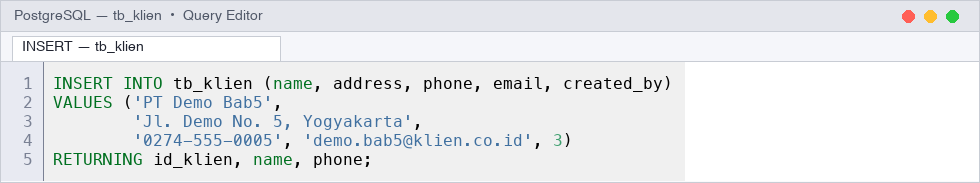 PostgreSQL — tb_klien • Query Editor
INSERT — tb_klien
1 INSERT INTO tb_klien (name, address, phone, email, created_by)
2 VALUES ('PT Demo Bab5',
3         'Jl. Demo No. 5, Yogyakarta',
4         '0274-555-0005', 'demo.bab5@klien.co.id', 3)
5 RETURNING id_klien, name, phone;